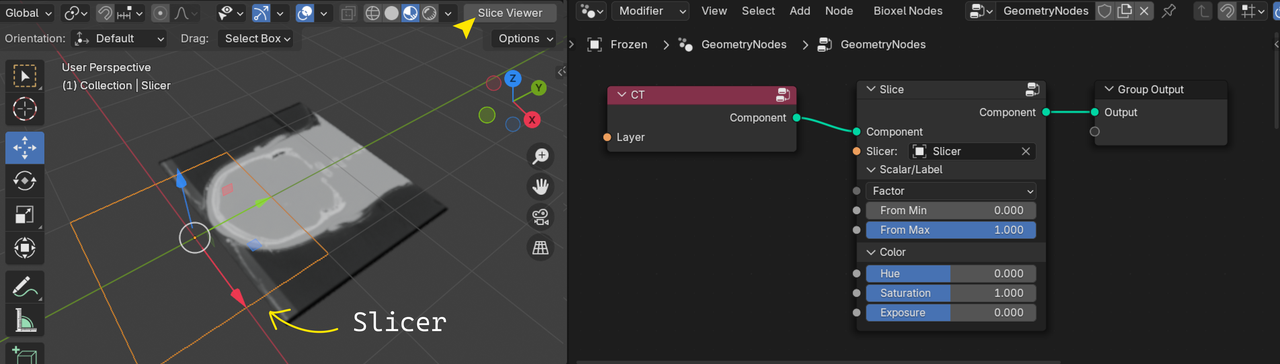 Global
Slice Viewer
Orientation:
Default
Drag:
Select Box
Options
User Perspective
(1) Collection | Slicer
Z
Y
X
Slicer
Modifier
View
Select
Add
Node
Bioxel Nodes
GeometryNodes
Frozen
GeometryNodes
GeometryNodes
CT
Component
Layer
Slice
Component
Component
Slicer:
Slicer
Scalar/Label
Factor
From Min 0.000
From Max 1.000
Color
Hue 0.000
Saturation 1.000
Exposure 0.000
Group Output
Output